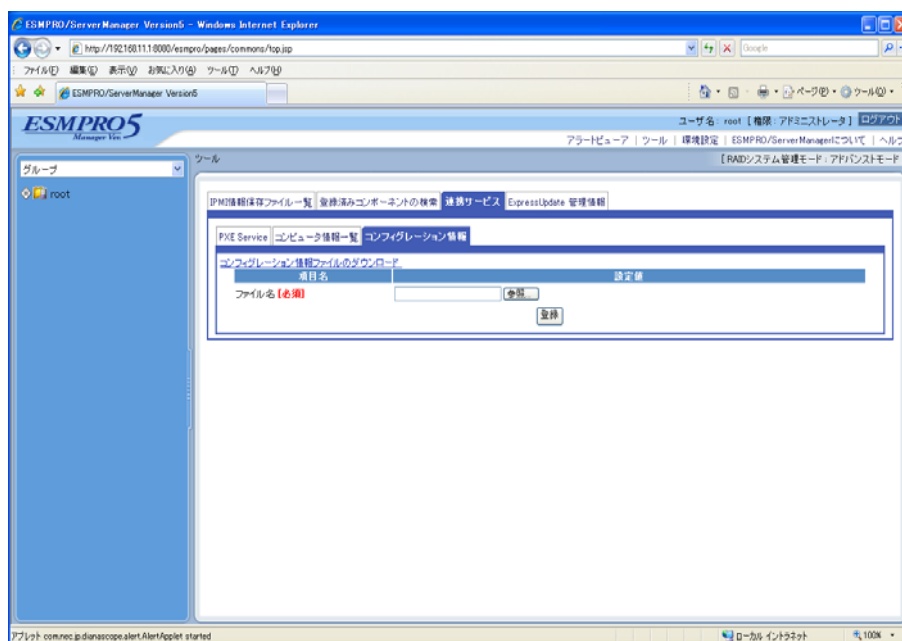 ESMPRO/ServerManager Version5 - Windows Internet Explorer
http://192.168.11.1:8080/esmpro/pages/commons/top.jsp
Google
ファイル(F) 編集(E) 表示(V) お気に入り(A) ツール(T) ヘルプ(H)
ESMPRO/ServerManager Version5
ページ(P) ツール(O)
ESMPRO5
Manager Ver.
ユーザ名 : root [ 権限 : アドミニストレータ ] ログアウト
アラートビューア | ツール | 環境設定 | ESMPRO/ServerManagerについて | ヘルプ
グループ
ツール
[ RAIDシステム管理モード : アドバンストモード
root
IPMI情報保存ファイル一覧 登録済みコンポーネントの検索 連携サービス ExpressUpdate 管理情報
PXE Service コンピュータ情報一覧 コンフィグレーション情報
コンフィグレーション情報ファイルのダウンロード
項目名 設定値
ファイル名 [必須] 参照...
登録
アプレット com.nec.jp.dianascope.alert.AlertApplet started
ローカル イントラネット 100%